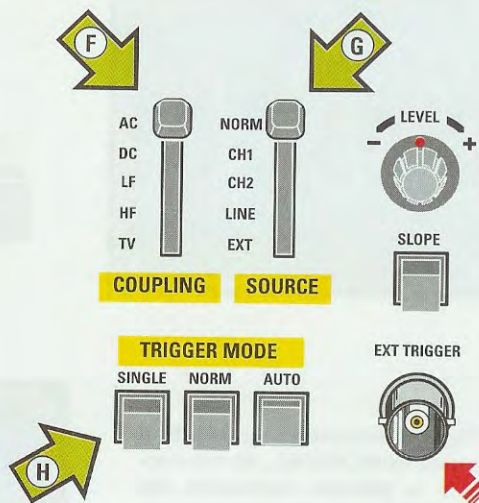 F
G
AC
DC
LF
HF
TV
NORM
CH1
CH2
LINE
EXT
COUPLING
SOURCE
- LEVEL +
SLOPE
TRIGGER MODE
SINGLE NORM AUTO
EXT TRIGGER
H